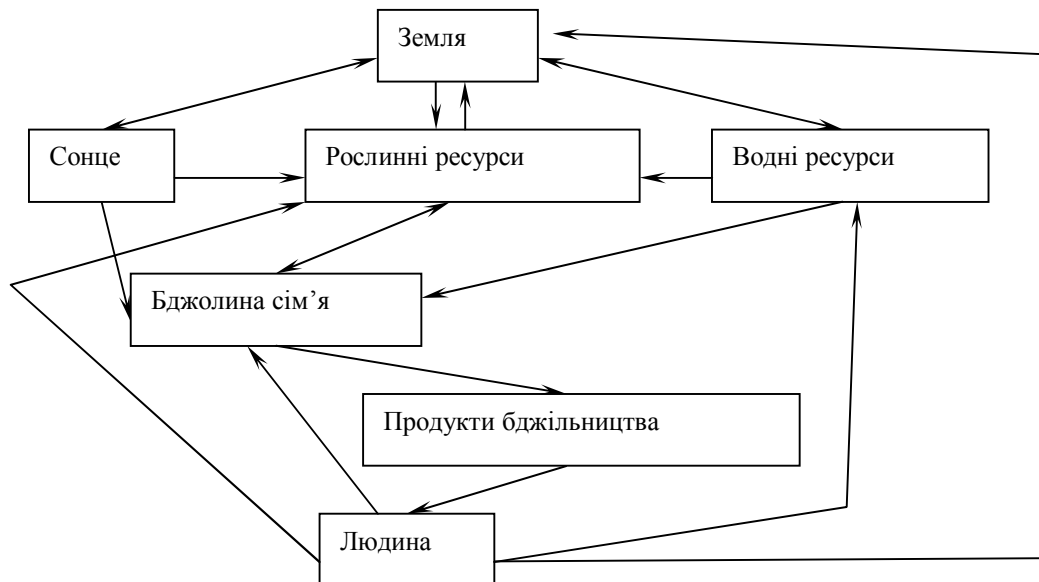 Земля
Сонце
Рослинні ресурси
Водні ресурси
Бджолина сім’я
Продукти бджільництва
Людина